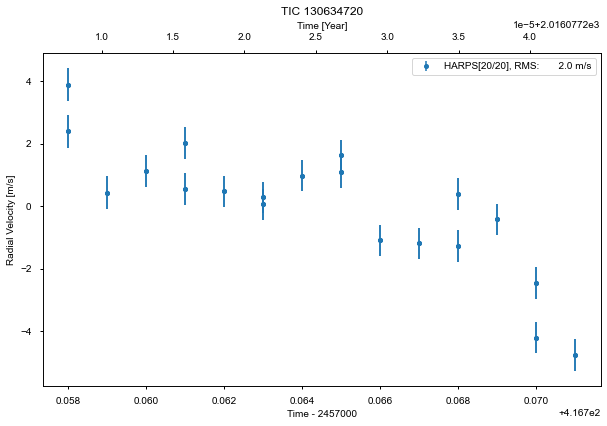 TIC 130634720
Time [Year]
1e−5+2.0160772e3
1.0 1.5 2.0 2.5 3.0 3.5 4.0
HARPS[20/20], RMS: 2.0 m/s
4
2
0
−2
−4
Radial Velocity [m/s]
0.058 0.060 0.062 0.064 0.066 0.068 0.070
Time - 2457000
+4.167e2